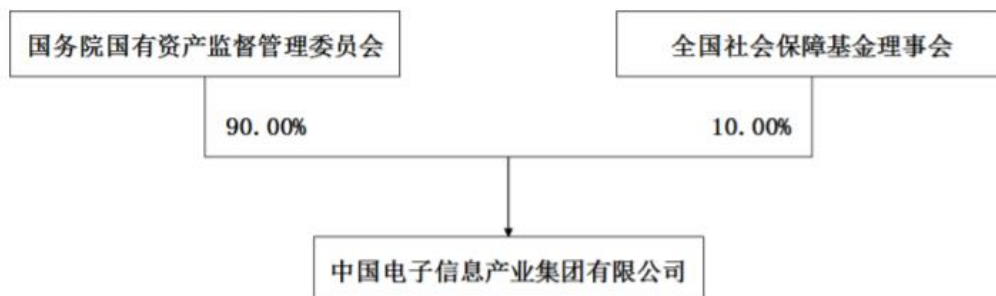 国务院国有资产监督管理委员会
全国社会保障基金理事会
90.00%
10.00%
中国电子信息产业集团有限公司